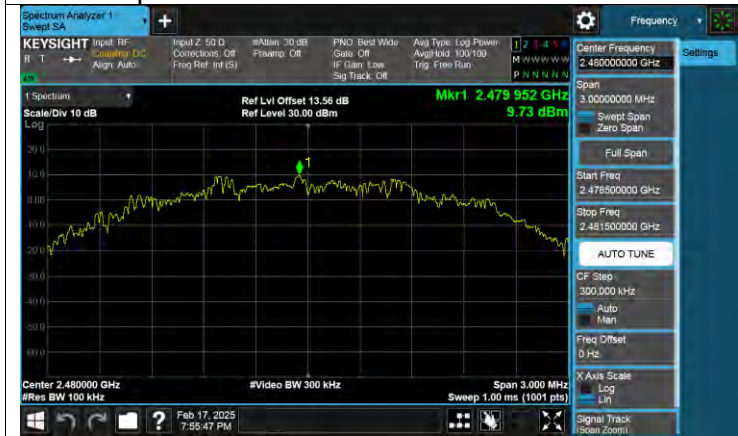 Spectrum Analyzer 1
Swept SA
+
Frequency
KEYSIGHT
R T
Input: RF
Coupling: DC
Align: Auto
Input Z: 50 Ω
Corrections: Off
Freq Ref: Int (S)
#Atten: 30 dB
Preamp: Off
PNO: Best Wide
Gate: Off
IF Gain: Low
Sig Track: Off
Avg Type: Log-Power
Avg|Hold: 100/100
Trig: Free Run
1 2 3 4 5 6
M W W W W W
P N N N N N
Center Frequency
2.480000000 GHz
Settings
Span
3.00000000 MHz
Swept Span
Zero Span
Full Span
Start Freq
2.478500000 GHz
Stop Freq
2.481500000 GHz
AUTO TUNE
CF Step
300.000 kHz
Auto
Man
Freq Offset
0 Hz
X Axis Scale
Log
Lin
Signal Track
(Span Zoom)
1 Spectrum
Scale/Div 10 dB
Log
Ref Lvl Offset 13.56 dB
Ref Level 30.00 dBm
Mkr1 2.479 952 GHz
9.73 dBm
1
20.0
10.0
0.00
-10.0
-20.0
-30.0
-40.0
-50.0
-60.0
Center 2.480000 GHz
#Res BW 100 kHz
#Video BW 300 kHz
Span 3.000 MHz
Sweep 1.00 ms (1001 pts)
?
Feb 17, 2025
7:55:47 PM